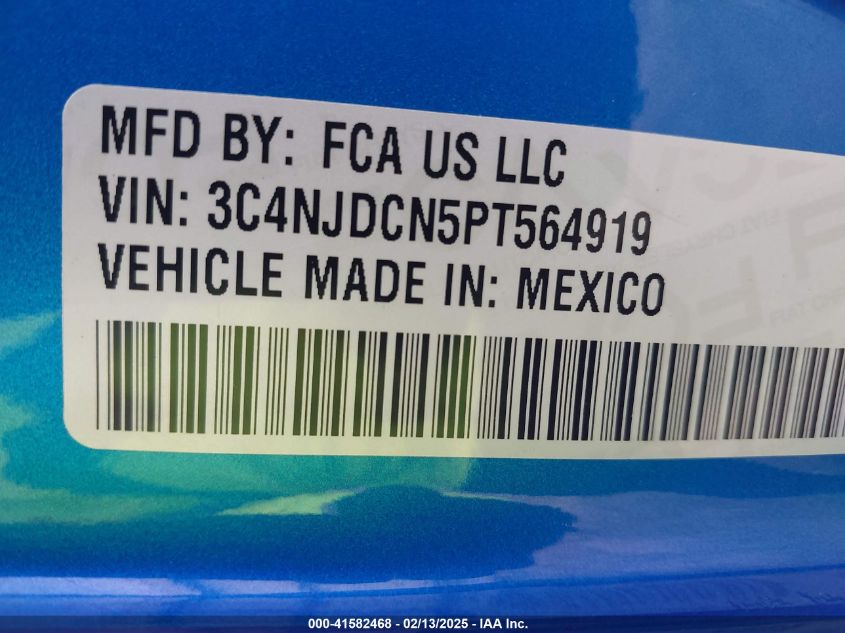 MFD BY: FCA US LLC
VIN: 3C4NJDCN5PT564919
VEHICLE MADE IN: MEXICO
000-41582468 - 02/13/2025 - IAA Inc.